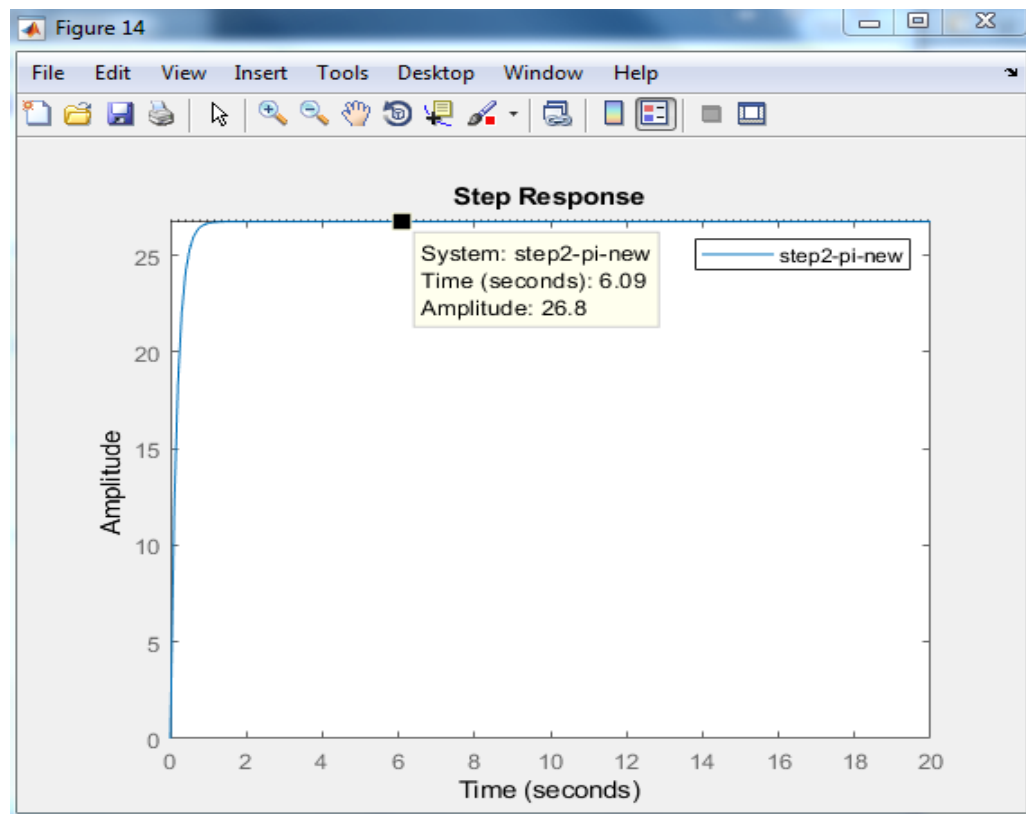 Figure 14
File Edit View Insert Tools Desktop Window Help
Step Response
System: step2-pi-new
Time (seconds): 6.09
Amplitude: 26.8
step2-pi-new
25
20
15
10
5
0
Amplitude
0 2 4 6 8 10 12 14 16 18 20
Time (seconds)